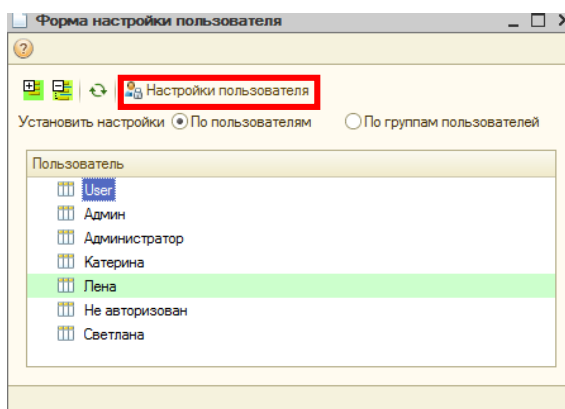 Форма настройки пользователя
Настройки пользователя
Установить настройки По пользователям По группам пользователей
Пользователь
User
Админ
Администратор
Катерина
Лена
Не авторизован
Светлана